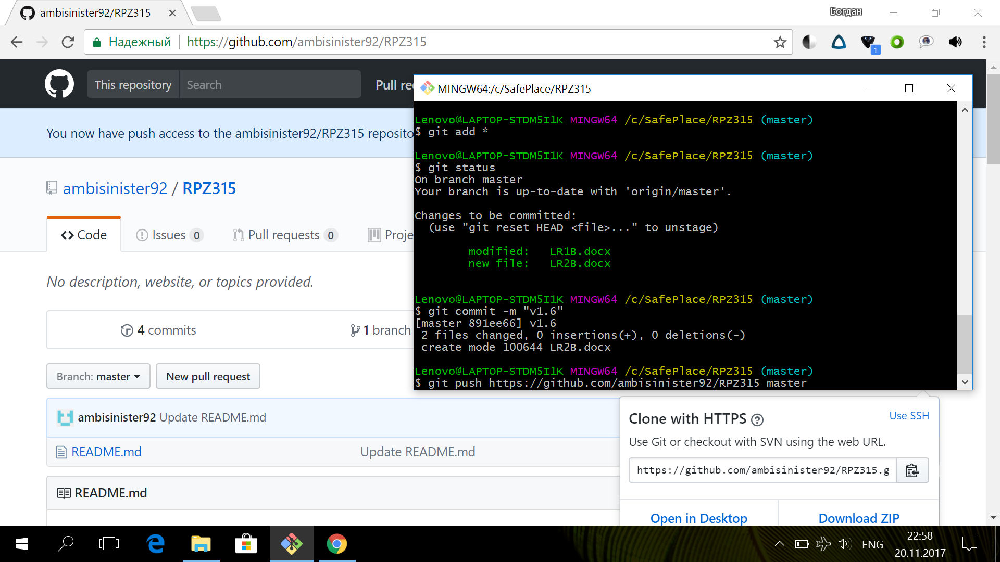 ambisinister92/RPZ315
Богдан
Надежный
https://github.com/ambisinister92/RPZ315
1
This repository
Search
Pull re
You now have push access to the ambisinister92/RPZ315 reposito
ambisinister92 / RPZ315
Code
Issues 0
Pull requests 0
Proje
No description, website, or topics provided.
4 commits
1 branch
Branch: master
New pull request
ambisinister92 Update README.md
README.md
Update README.md
README.md
MINGW64:/c/SafePlace/RPZ315
Lenovo@LAPTOP-STDM5I1K MINGW64 /c/SafePlace/RPZ315 (master)
$ git add *
Lenovo@LAPTOP-STDM5I1K MINGW64 /c/SafePlace/RPZ315 (master)
$ git status
On branch master
Your branch is up-to-date with 'origin/master'.
Changes to be committed:
(use "git reset HEAD <file>..." to unstage)
modified:   LR1B.docx
new file:   LR2B.docx
Lenovo@LAPTOP-STDM5I1K MINGW64 /c/SafePlace/RPZ315 (master)
$ git commit -m "v1.6"
[master 891ee66] v1.6
2 files changed, 0 insertions(+), 0 deletions(-)
create mode 100644 LR2B.docx
Lenovo@LAPTOP-STDM5I1K MINGW64 /c/SafePlace/RPZ315 (master)
$ git push https://github.com/ambisinister92/RPZ315 master
Clone with HTTPS
Use SSH
Use Git or checkout with SVN using the web URL.
https://github.com/ambisinister92/RPZ315.g
Open in Desktop
Download ZIP
ENG
22:58
20.11.2017